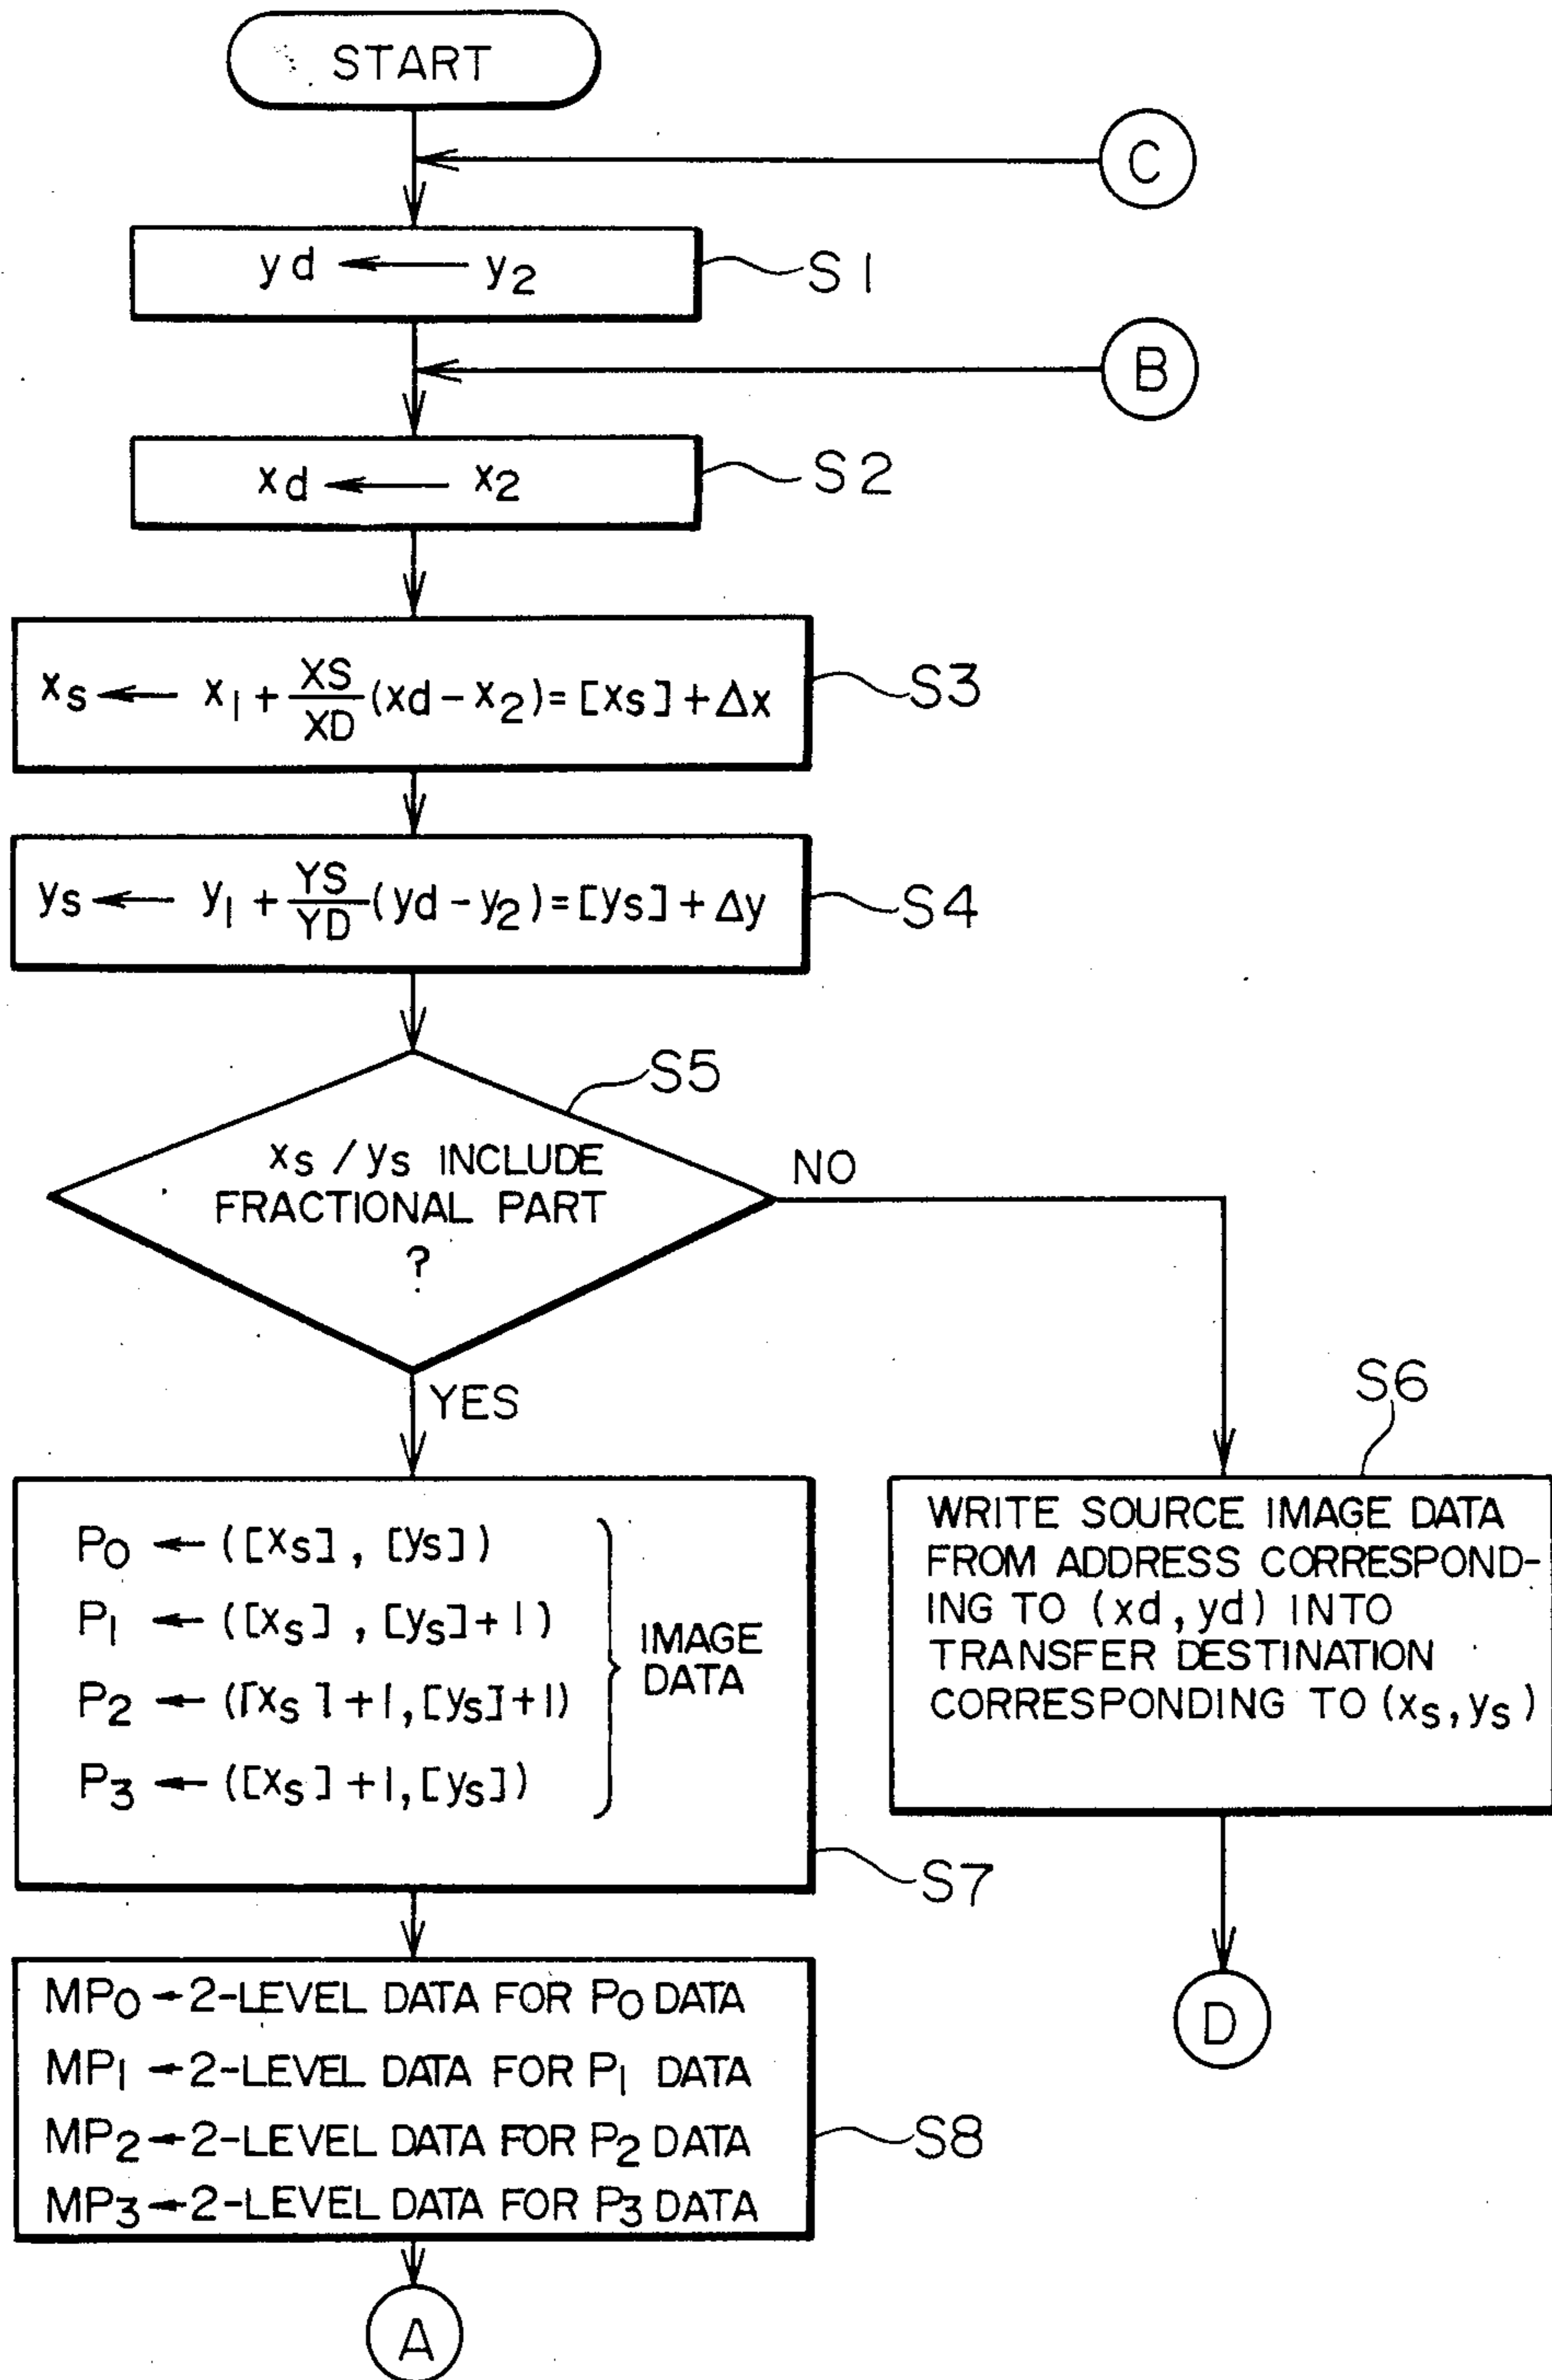 START
C
yd ← y₂
S1
B
xd ← x₂
S2
xs ← x₁ + XS/XD (xd - x₂) = [xs] + Δx
S3
ys ← y₁ + YS/YD (yd - y₂) = [ys] + Δy
S4
S5
xs / ys INCLUDE
FRACTIONAL PART
?
NO
YES
S6
WRITE SOURCE IMAGE DATA
FROM ADDRESS CORRESPOND-
ING TO (xd, yd) INTO
TRANSFER DESTINATION
CORRESPONDING TO (xs, ys)
P₀ ← ([xs], [ys])
P₁ ← ([xs], [ys]+1)
P₂ ← ([xs]+1, [ys]+1)
P₃ ← ([xs]+1, [ys])
IMAGE
DATA
S7
MP₀ ← 2-LEVEL DATA FOR P₀ DATA
MP₁ ← 2-LEVEL DATA FOR P₁ DATA
MP₂ ← 2-LEVEL DATA FOR P₂ DATA
MP₃ ← 2-LEVEL DATA FOR P₃ DATA
S8
D
A